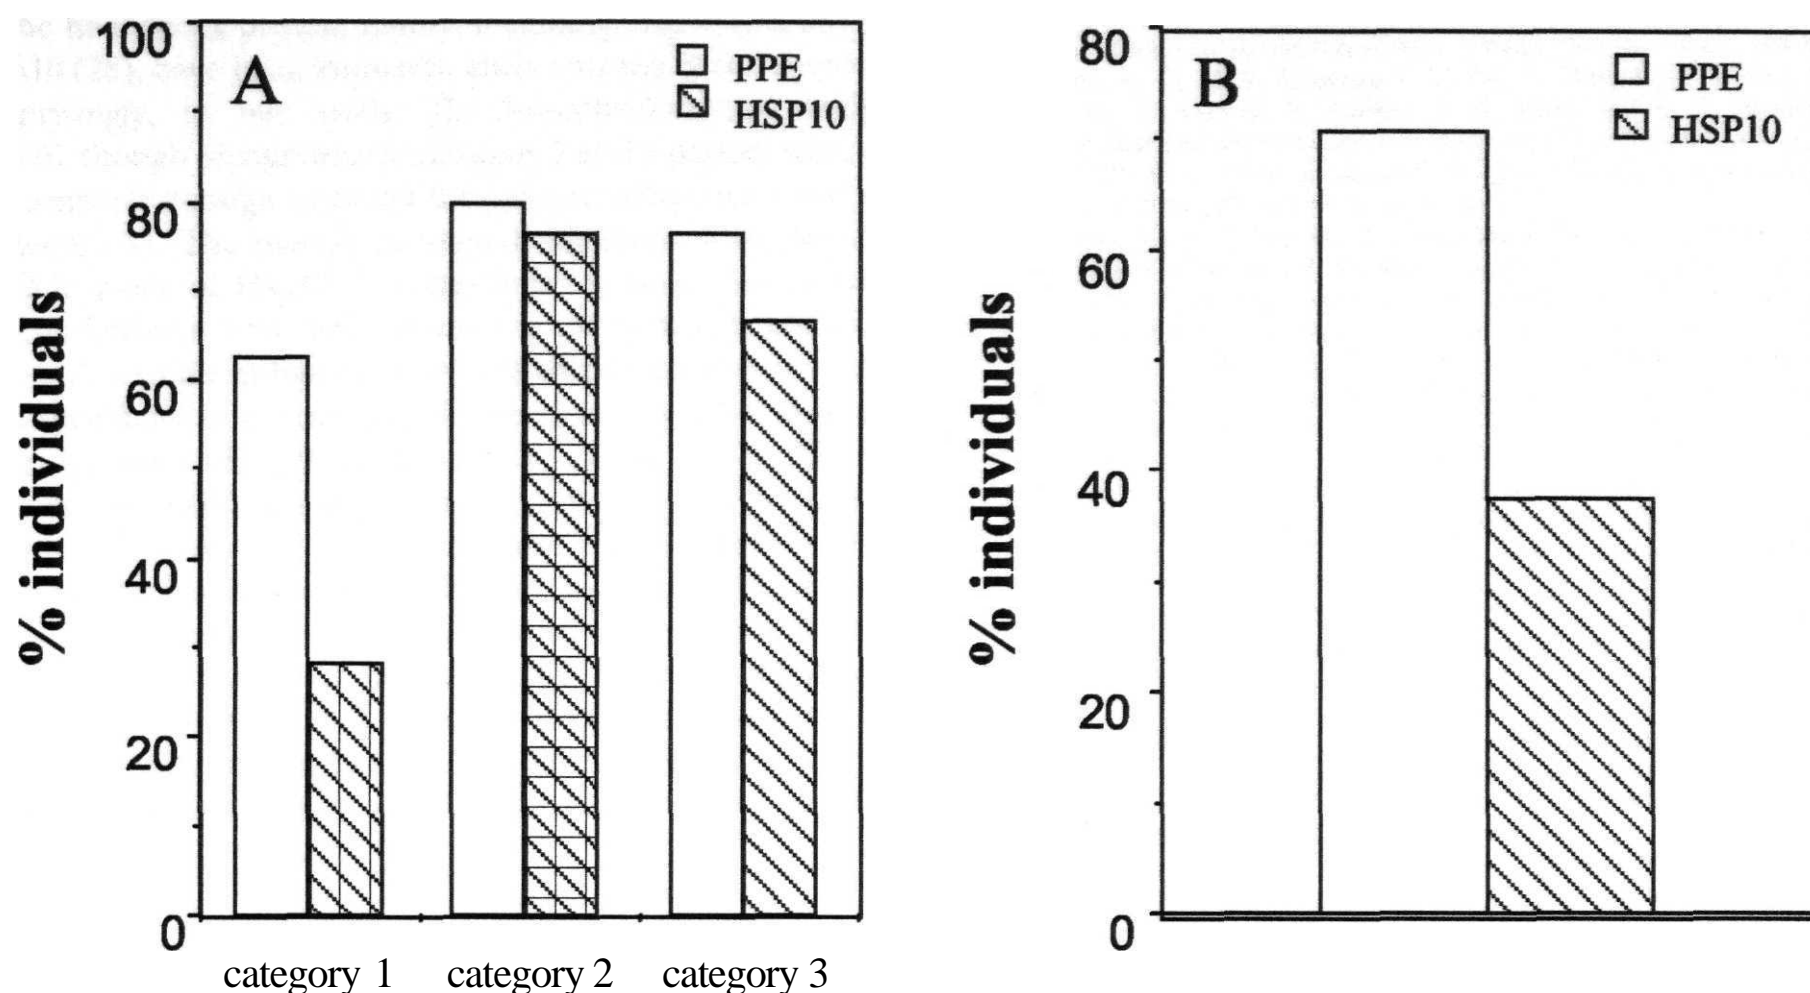 A
PPE
HSP10
% individuals
100
80
60
40
20
0
category 1 category 2 category 3
B
PPE
HSP10
% individuals
80
60
40
20
0